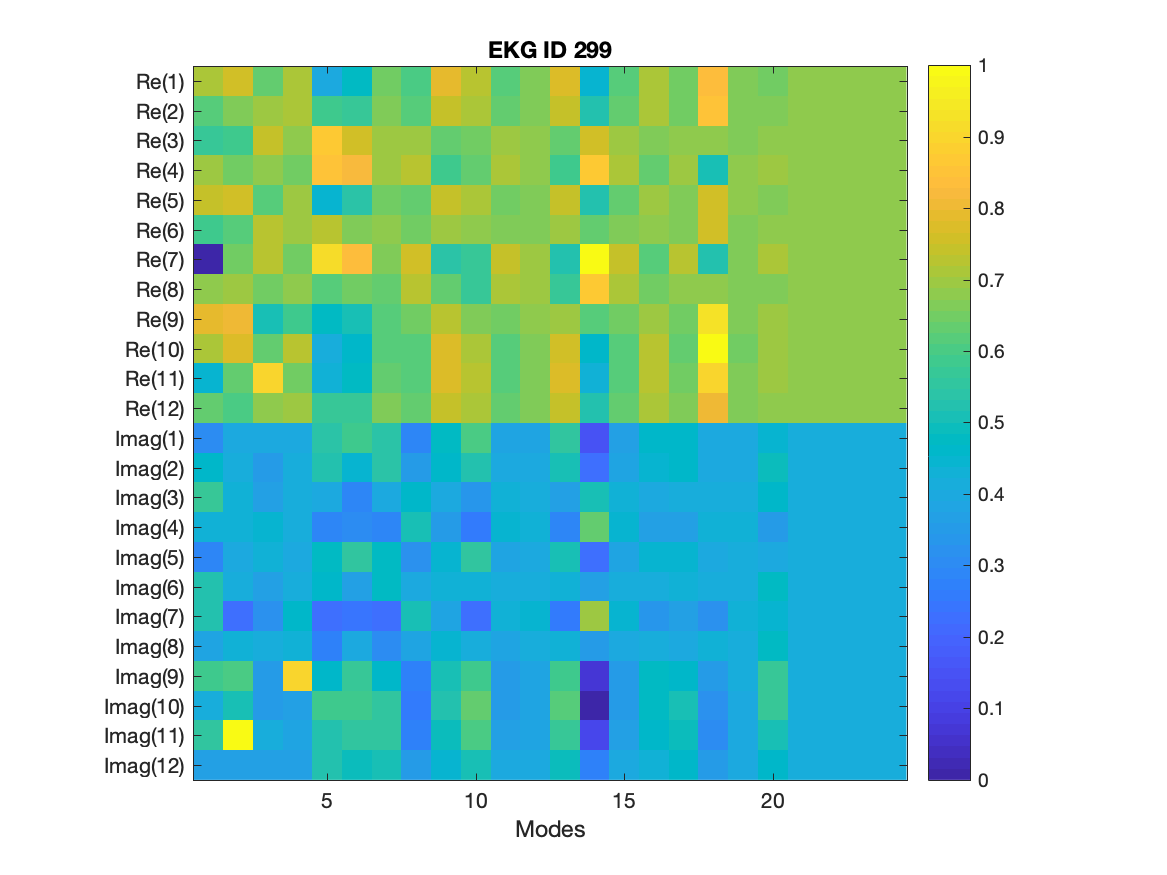 EKG ID 299
Re(1)
Re(2)
Re(3)
Re(4)
Re(5)
Re(6)
Re(7)
Re(8)
Re(9)
Re(10)
Re(11)
Re(12)
Imag(1)
Imag(2)
Imag(3)
Imag(4)
Imag(5)
Imag(6)
Imag(7)
Imag(8)
Imag(9)
Imag(10)
Imag(11)
Imag(12)
5 10 15 20
Modes
1
0.9
0.8
0.7
0.6
0.5
0.4
0.3
0.2
0.1
0